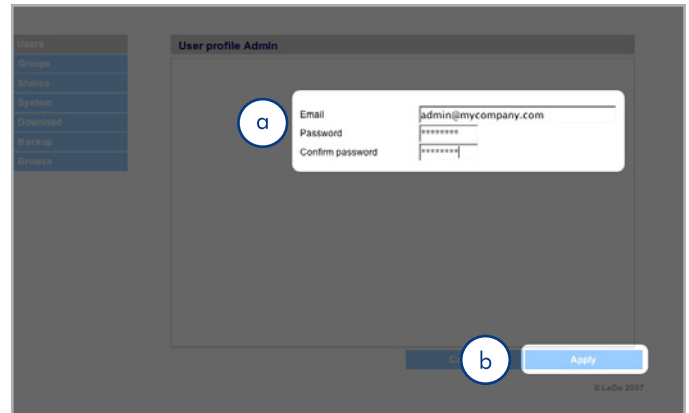 Users
User profile Admin
Groups
Shares
System
Download
Backup
Browse
a
Email
admin@mycompany.com
Password
********
Confirm password
********
b
Apply
© LaCie 2007